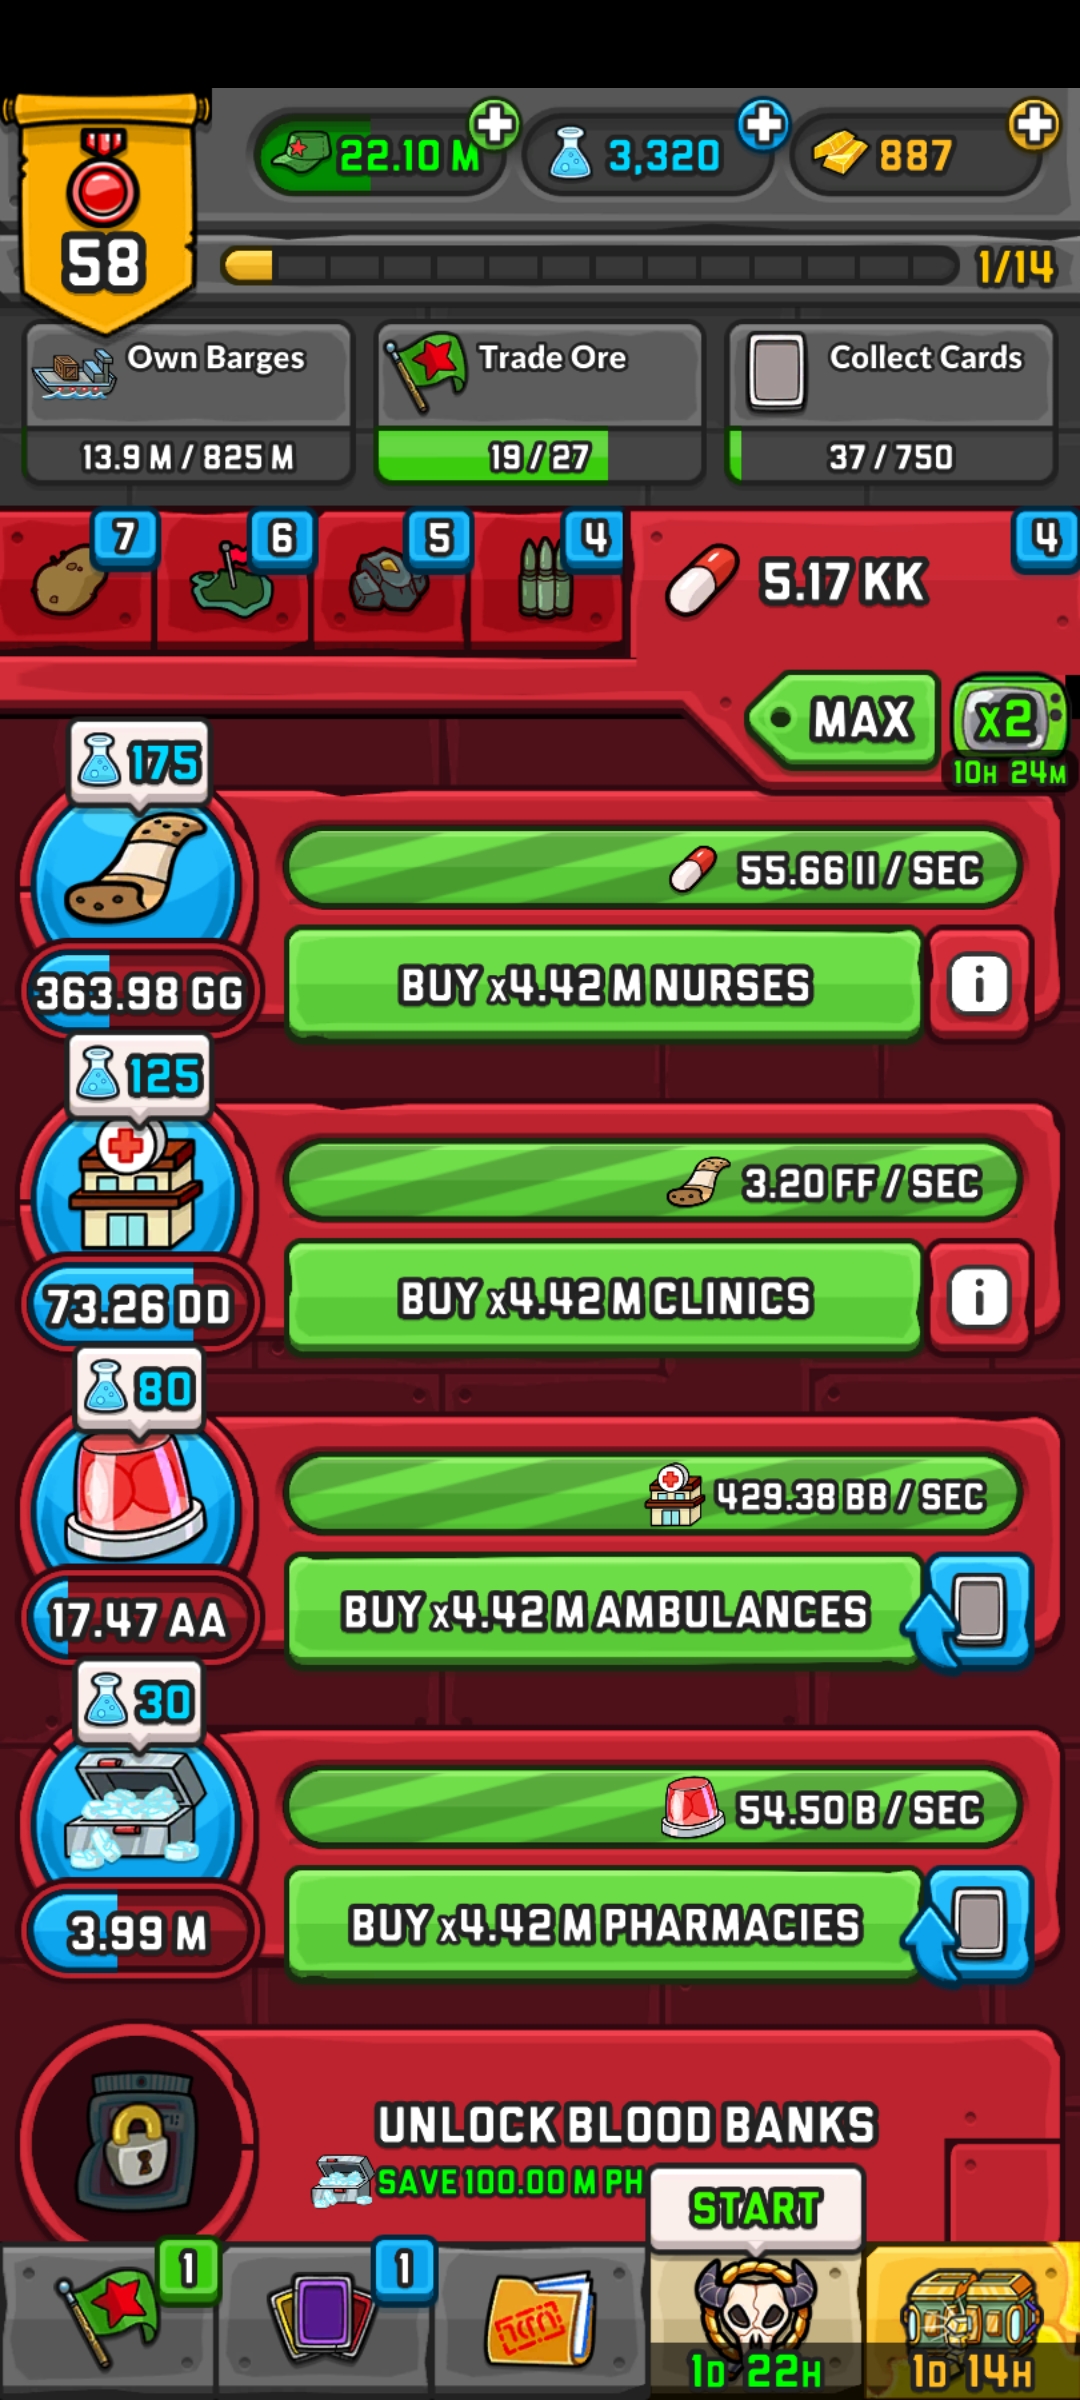 22.10 M
3,320
887
58
1/14
Own Barges
13.9 M / 825 M
Trade Ore
19 / 27
Collect Cards
37 / 750
7
6
5
4
5.17 KK
4
MAX
x2
10H 24M
175
55.66 II / SEC
363.98 GG
BUY x4.42 M NURSES
i
125
3.20 FF / SEC
73.26 DD
BUY x4.42 M CLINICS
i
80
429.38 BB / SEC
17.47 AA
BUY x4.42 M AMBULANCES
30
54.50 B / SEC
3.99 M
BUY x4.42 M PHARMACIES
UNLOCK BLOOD BANKS
SAVE 100.00 M PH
START
1
1
1D 22H
1D 14H